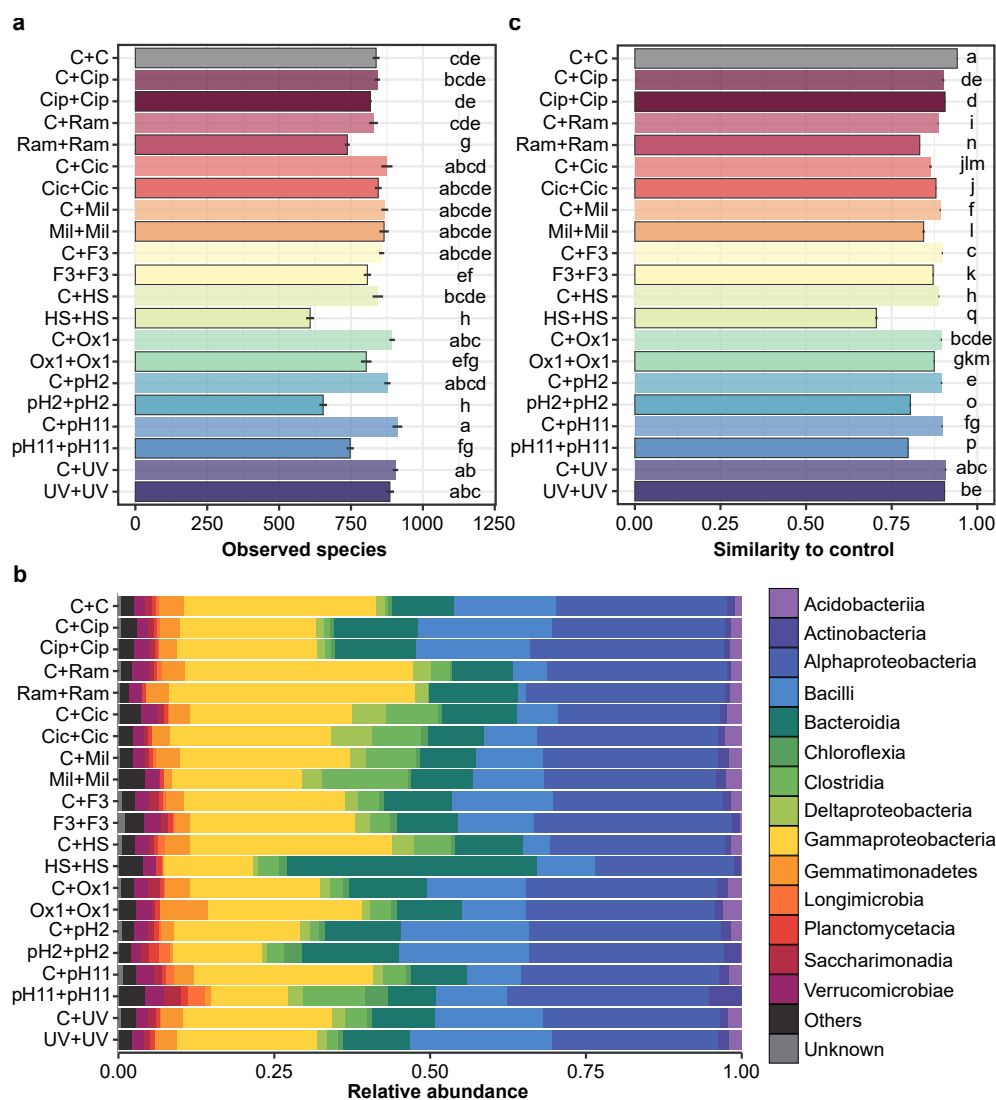 a
C+C cde
C+Cip bcde
Cip+Cip de
C+Ram cde
Ram+Ram g
C+Cic abcd
Cic+Cic abcde
C+Mil abcde
Mil+Mil abcde
C+F3 abcde
F3+F3 ef
C+HS bcde
HS+HS h
C+Ox1 abc
Ox1+Ox1 efg
C+pH2 abcd
pH2+pH2 h
C+pH11 a
pH11+pH11 fg
C+UV ab
UV+UV abc
0 250 500 750 1000 1250
Observed species
c
C+C a
C+Cip de
Cip+Cip d
C+Ram i
Ram+Ram n
C+Cic jlm
Cic+Cic j
C+Mil f
Mil+Mil l
C+F3 c
F3+F3 k
C+HS h
HS+HS q
C+Ox1 bcde
Ox1+Ox1 gkm
C+pH2 e
pH2+pH2 o
C+pH11 fg
pH11+pH11 p
C+UV abc
UV+UV be
0.00 0.25 0.50 0.75 1.00
Similarity to control
b
C+C
C+Cip
Cip+Cip
C+Ram
Ram+Ram
C+Cic
Cic+Cic
C+Mil
Mil+Mil
C+F3
F3+F3
C+HS
HS+HS
C+Ox1
Ox1+Ox1
C+pH2
pH2+pH2
C+pH11
pH11+pH11
C+UV
UV+UV
0.00 0.25 0.50 0.75 1.00
Relative abundance
Acidobacteriia
Actinobacteria
Alphaproteobacteria
Bacilli
Bacteroidia
Chloroflexia
Clostridia
Deltaproteobacteria
Gammaproteobacteria
Gemmatimonadetes
Longimicrobia
Planctomycetacia
Saccharimonadia
Verrucomicrobiae
Others
Unknown